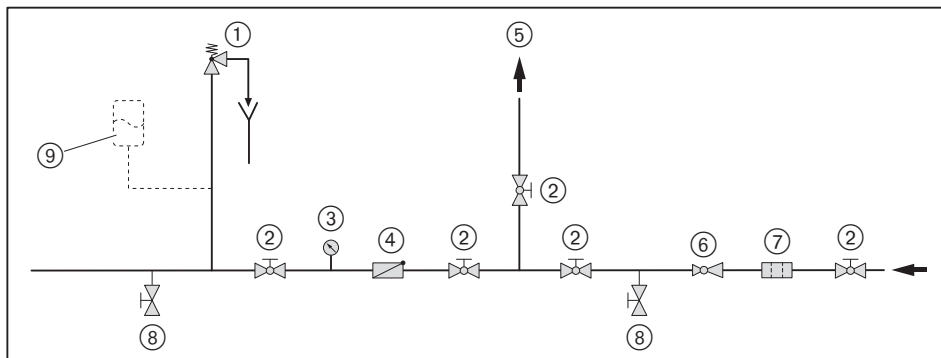 ① ⑤
⑨ ②
② ③ ④ ② ② ⑥ ⑦ ②
⑧ ⑧